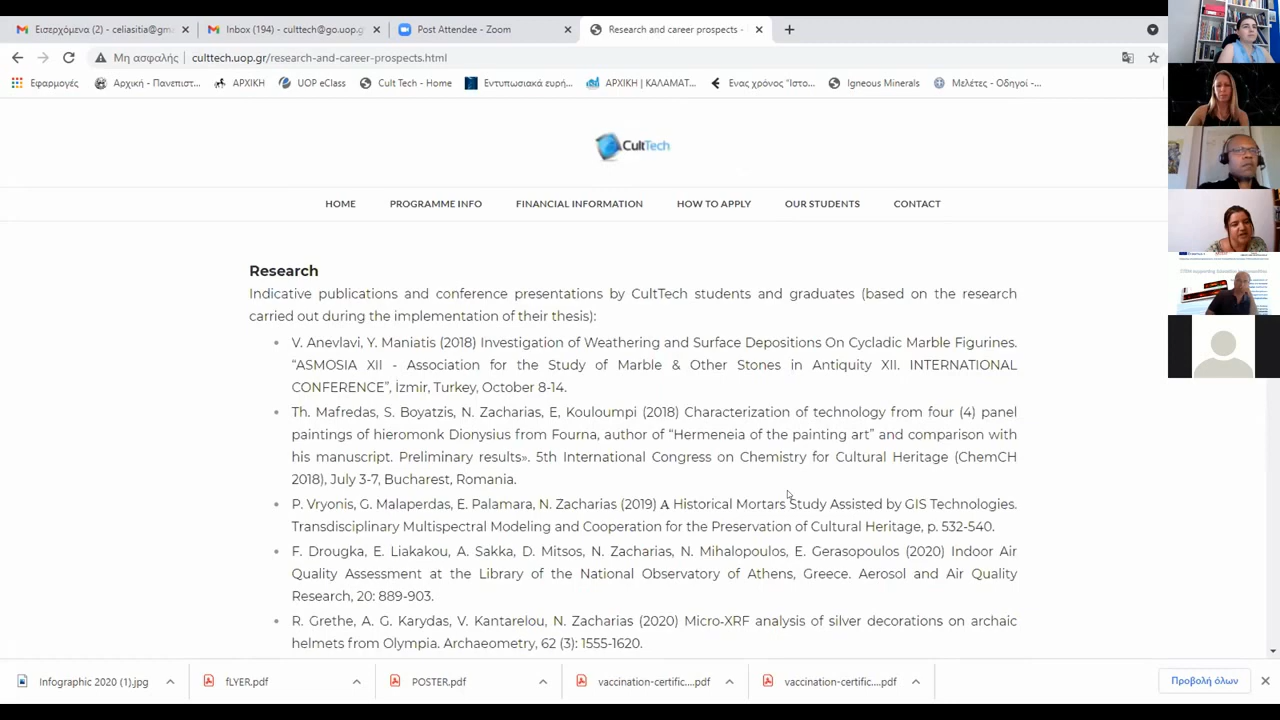 Εισερχόμενα (2) - celiasitia@gma
Inbox (194) - culttech@go.uop.g
Post Attendee - Zoom
Research and career prospects -
Μη ασφαλής
culttech.uop.gr/research-and-career-prospects.html
Εφαρμογές
Αρχική - Πανεπιστ...
ΑΡΧΙΚΗ
UOP eClass
Cult Tech - Home
Εντυπωσιακά ευρή...
ΑΡΧΙΚΗ | ΚΑΛΑΜΑΤ...
Ενας χρόνος "Ιστο...
Igneous Minerals
Μελέτες - Οδηγοί -...
CultTech
HOME
PROGRAMME INFO
FINANCIAL INFORMATION
HOW TO APPLY
OUR STUDENTS
CONTACT
Research
Indicative publication and conference presentations by CultTech students and graduates (based on the research
carried out during the implementation of their thesis):
V. Anevlavi, Y. Maniatis (2018) Investigation of Weathering and Surface Depositions On Cycladic Marble Figurines.
“ASMOSIA XII - Association for the Study of Marble & Other Stones in Antiquity XII. INTERNATIONAL
CONFERENCE”, İzmir, Turkey, October 8-14.
Th. Mafredas, S. Boyatzis, N. Zacharias, E, Kouloumpi (2018) Characterization of technology from four (4) panel
paintings of hieromonk Dionysius from Fourna, author of “Hermeneia of the painting art” and comparison with
his manuscript. Preliminary results». 5th International Congress on Chemistry for Cultural Heritage (ChemCH
2018), July 3-7, Bucharest, Romania.
P. Vryonis, G. Malaperdas, E. Palamara, N. Zacharias (2019) A Historical Mortars Study Assisted by GIS Technologies.
Transdisciplinary Multispectral Modeling and Cooperation for the Preservation of Cultural Heritage, p. 532-540.
F. Drougka, E. Liakakou, A. Sakka, D. Mitsos, N. Zacharias, N. Mihalopoulos, E. Gerasopoulos (2020) Indoor Air
Quality Assessment at the Library of the National Observatory of Athens, Greece. Aerosol and Air Quality
Research, 20: 889-903.
R. Grethe, A. G. Karydas, V. Kantarelou, N. Zacharias (2020) Micro-XRF analysis of silver decorations on archaic
helmets from Olympia. Archaeometry, 62 (3): 1555-1620.
Infographic 2020 (1).jpg
fLYER.pdf
POSTER.pdf
vaccination-certific....pdf
vaccination-certific....pdf
Προβολή όλων